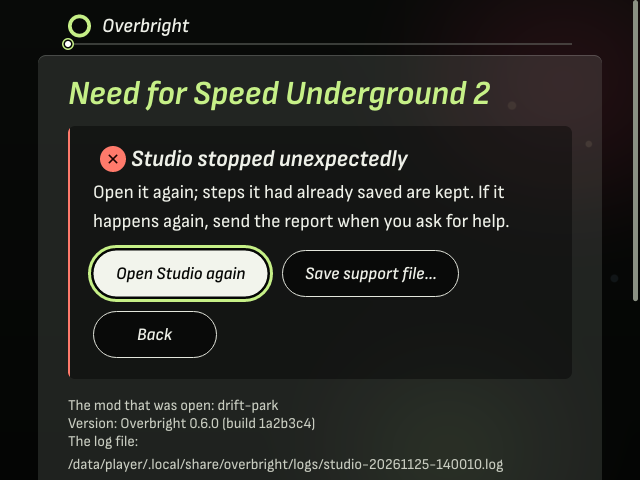 Overbright
Need for Speed Underground 2
Studio stopped unexpectedly
Open it again; steps it had already saved are kept. If it
happens again, send the report when you ask for help.
Open Studio again
Save support file...
Back
The mod that was open: drift-park
Version: Overbright 0.6.0 (build 1a2b3c4)
The log file:
/data/player/.local/share/overbright/logs/studio-20261125-140010.log